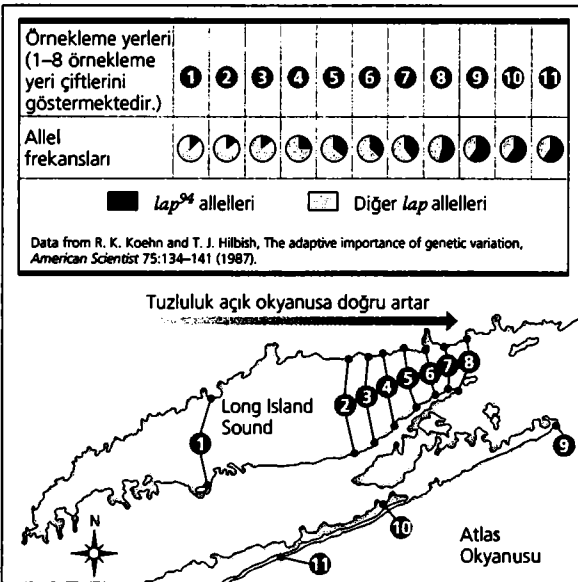 Örnekleme yerleri
(1–8 örnekleme
yeri çiftlerini
göstermektedir.)
1 2 3 4 5 6 7 8 9 10 11
Allel
frekansları
lap94 allelleri
Diğer lap allelleri
Data from R. K. Koehn and T. J. Hilbish, The adaptive importance of genetic variation,
American Scientist 75:134–141 (1987).
Tuzluluk açık okyanusa doğru artar
Long Island
Sound
1
2
3
4
5
6
7
8
9
10
11
N
Atlas
Okyanusu